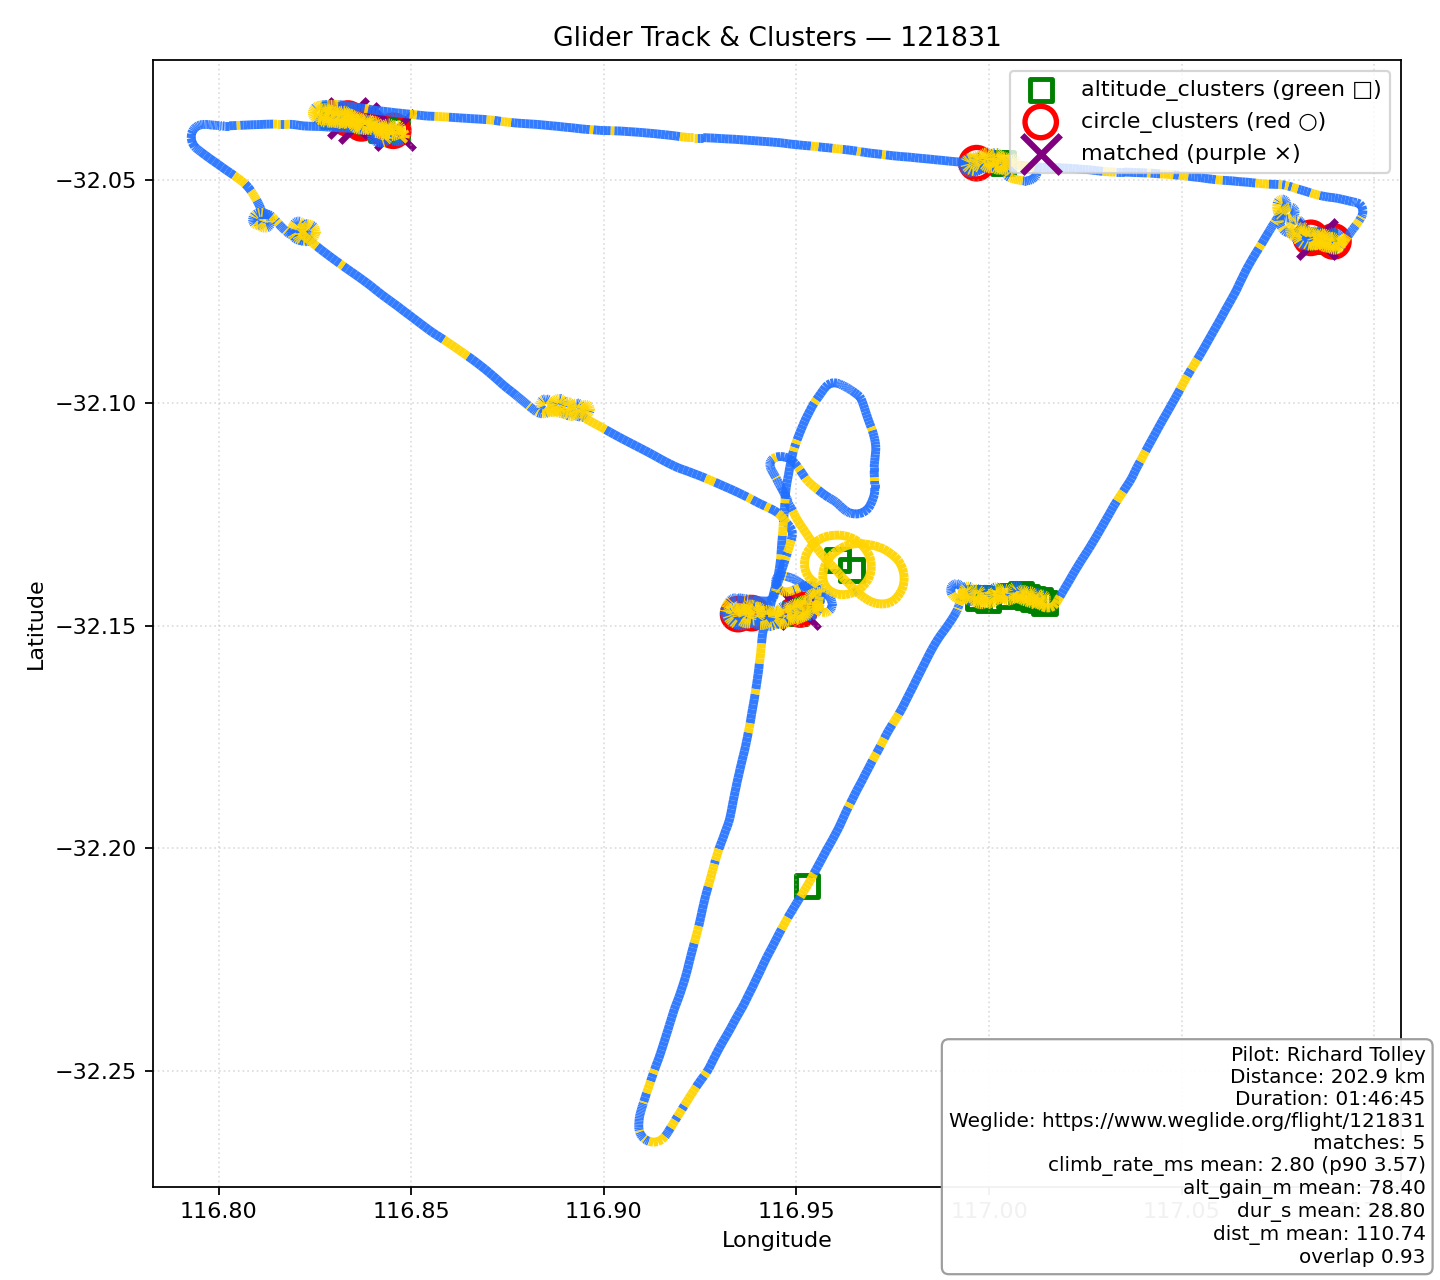 Glider Track & Clusters — 121831
altitude_clusters (green □)
circle_clusters (red ○)
matched (purple ×)
−32.05
−32.10
−32.15
−32.20
−32.25
Latitude
116.80
116.85
116.90
116.95
117.00
117.05
Longitude
Pilot: Richard Tolley
Distance: 202.9 km
Duration: 01:46:45
Weglide: https://www.weglide.org/flight/121831
matches: 5
climb_rate_ms mean: 2.80 (p90 3.57)
alt_gain_m mean: 78.40
dur_s mean: 28.80
dist_m mean: 110.74
overlap 0.93